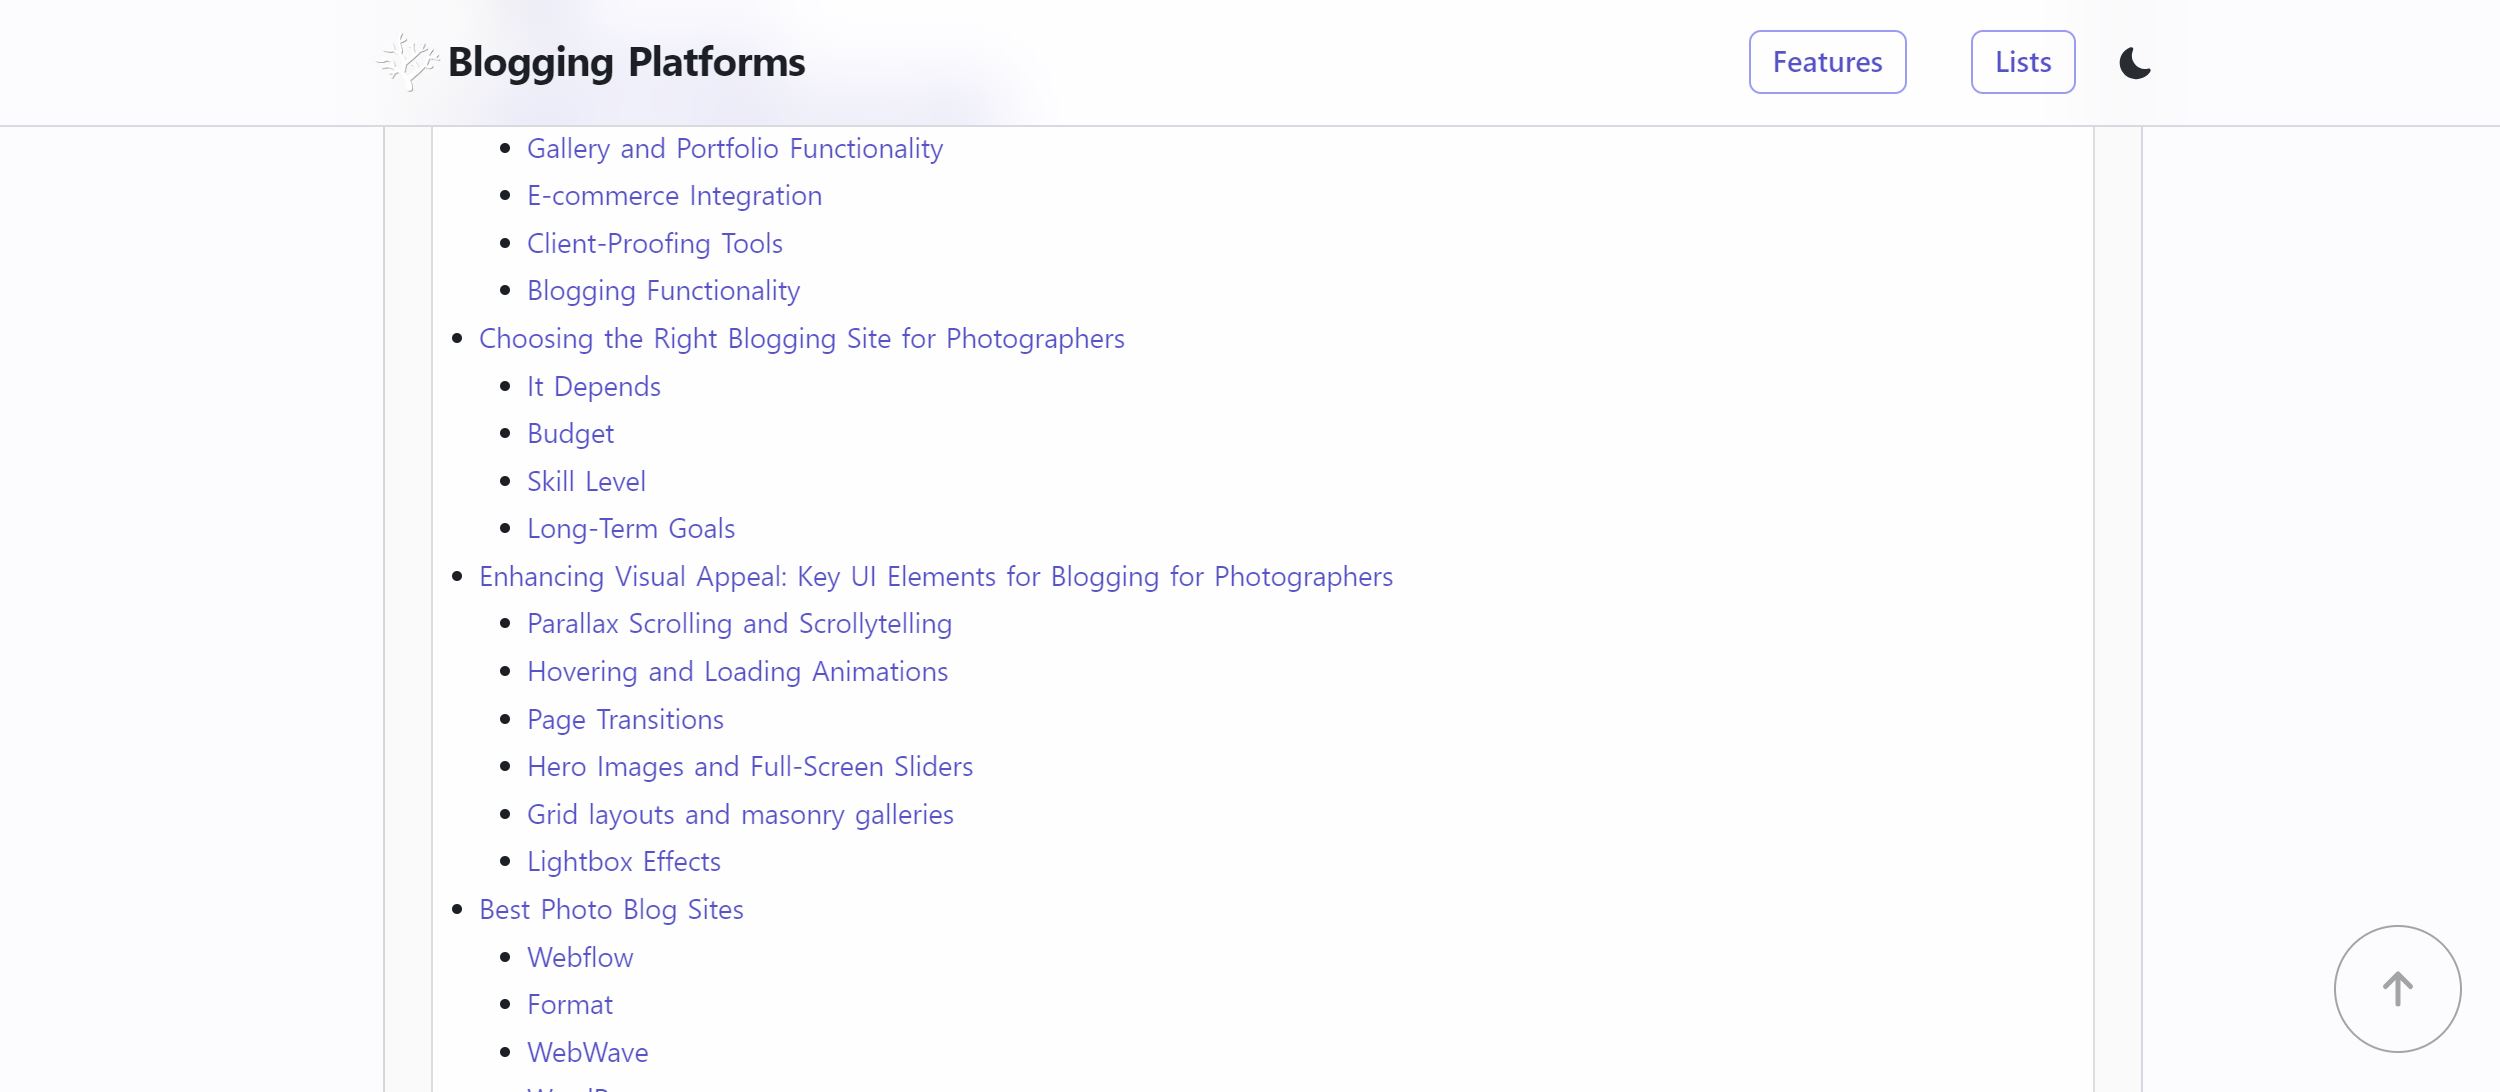 Blogging Platforms
Features
Lists
Gallery and Portfolio Functionality
E-commerce Integration
Client-Proofing Tools
Blogging Functionality
Choosing the Right Blogging Site for Photographers
It Depends
Budget
Skill Level
Long-Term Goals
Enhancing Visual Appeal: Key UI Elements for Blogging for Photographers
Parallax Scrolling and Scrollytelling
Hovering and Loading Animations
Page Transitions
Hero Images and Full-Screen Sliders
Grid layouts and masonry galleries
Lightbox Effects
Best Photo Blog Sites
Webflow
Format
WebWave